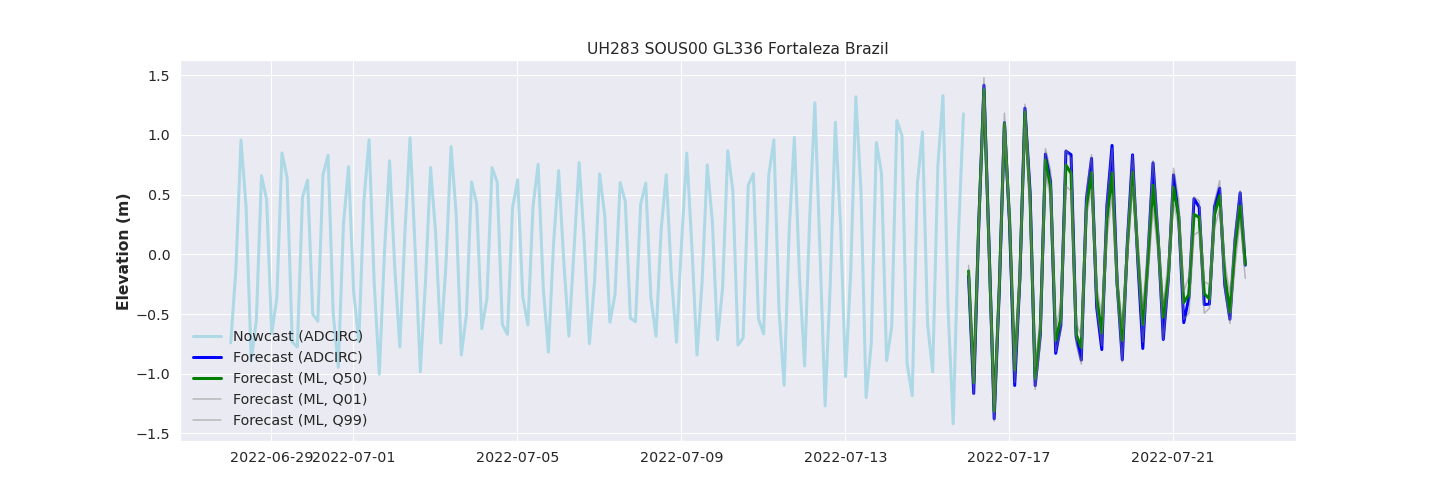 UH283 SOUS00 GL336 Fortaleza Brazil
1.5
1.0
0.5
0.0
−0.5
−1.0
−1.5
Elevation (m)
Nowcast (ADCIRC)
Forecast (ADCIRC)
Forecast (ML, Q50)
Forecast (ML, Q01)
Forecast (ML, Q99)
2022-06-29 2022-07-01 2022-07-05 2022-07-09 2022-07-13 2022-07-17 2022-07-21